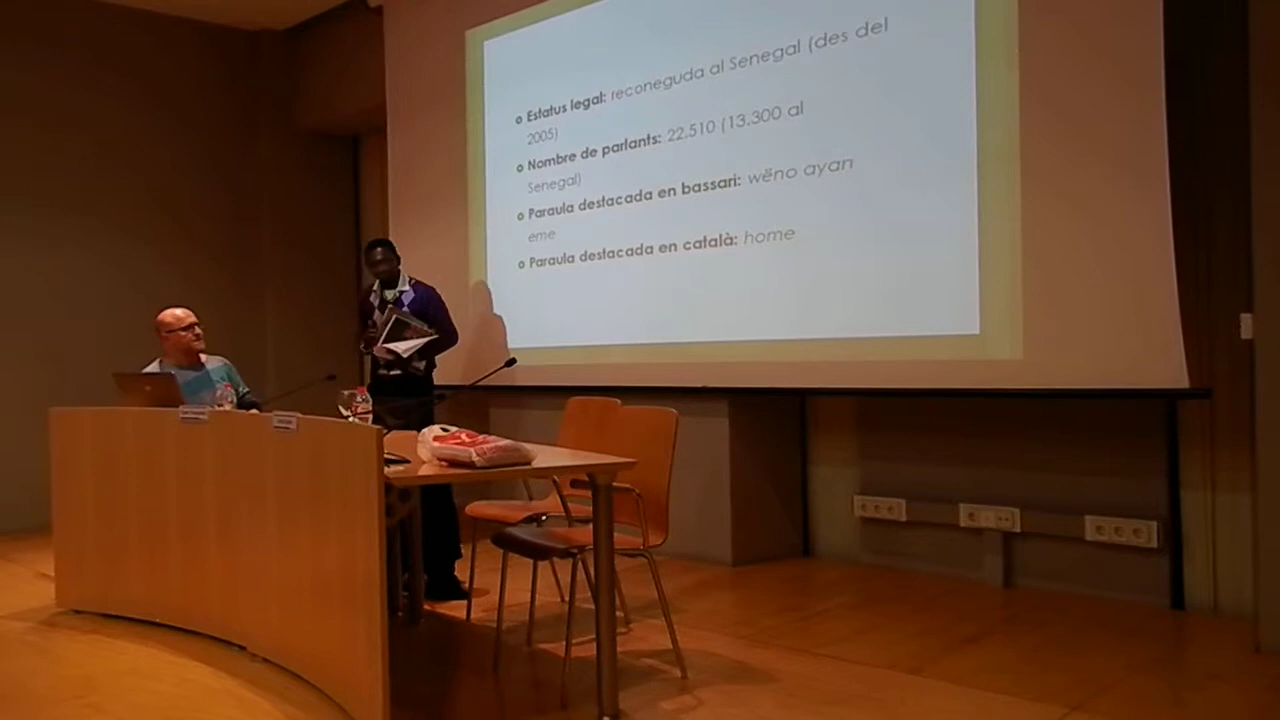 Estatus legal: reconeguda al Senegal (des del
2005)
Nombre de parlants: 22.510 (13.300 al
Senegal)
Paraula destacada en bassari: wëno ayan
eme
Paraula destacada en català: home